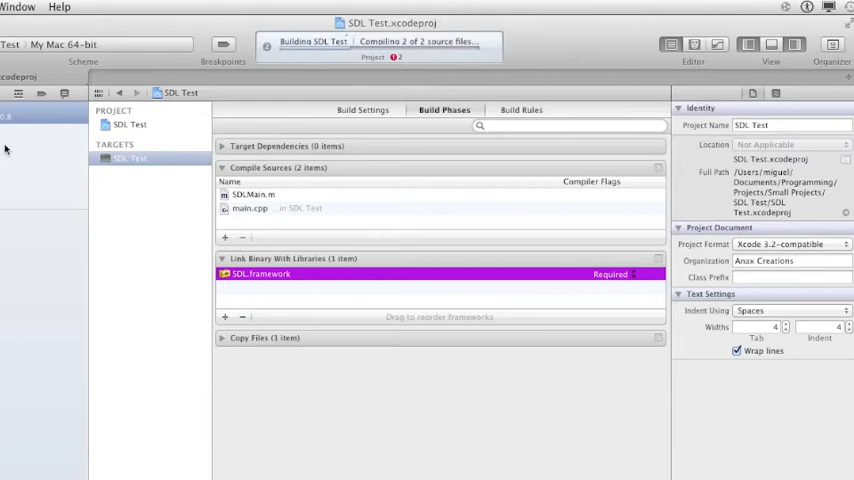 Window Help
SDL Test.xcodeproj
Test My Mac 64-bit
2 Building SDL Test Compiling 2 of 2 source files...
Project 2
Scheme Breakpoints Editor View Organizer
codeproj
SDL Test
PROJECT
SDL Test
TARGETS
SDL Test
0.8
Build Settings Build Phases Build Rules
Target Dependencies (0 items)
Compile Sources (2 items)
Name Compiler Flags
SDLMain.m
main.cpp ...in SDL Test
Link Binary With Libraries (1 item)
SDL.framework Required
Drag to reorder frameworks
Copy Files (1 item)
Identity
Project Name SDL Test
Location Not Applicable
SDL Test.xcodeproj
Full Path /Users/miguel/
Documents/Programming/
Projects/Small Projects/
SDL Test/SDL
Test.xcodeproj
Project Document
Project Format Xcode 3.2-compatible
Organization Anax Creations
Class Prefix
Text Settings
Indent Using Spaces
Widths 4 4
Tab Indent
Wrap lines